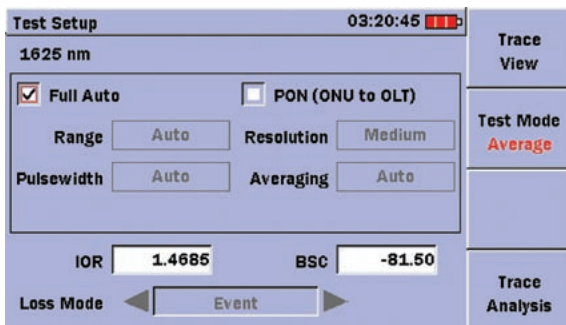 Test Setup 03:20:45
1625 nm
Full Auto PON (ONU to OLT)
Range Auto Resolution Medium
Pulsewidth Auto Averaging Auto
IOR 1.4685 BSC -81.50
Loss Mode Event
Trace
View
Test Mode
Average
Trace
Analysis